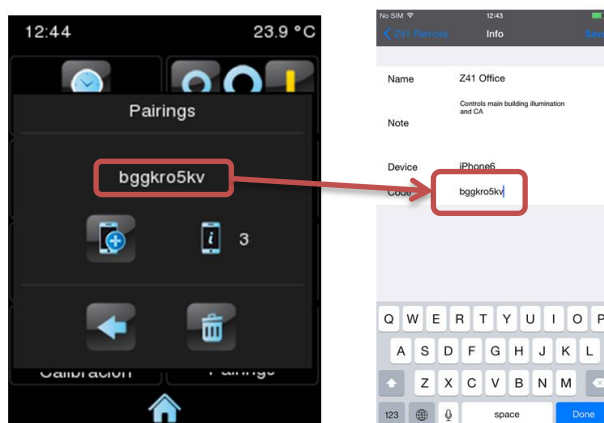 12:44 23.9 °C
Pairings
bggkro5kv
i 3
Calibración Pairings
No SIM 12:43
Z41 Remote Info Save
Name Z41 Office
Controls main building illumination
and CA
Note
Device iPhone6
Code bggkro5kv
Q W E R T Y U I O P
A S D F G H J K L
Z X C V B N M
123 space Done